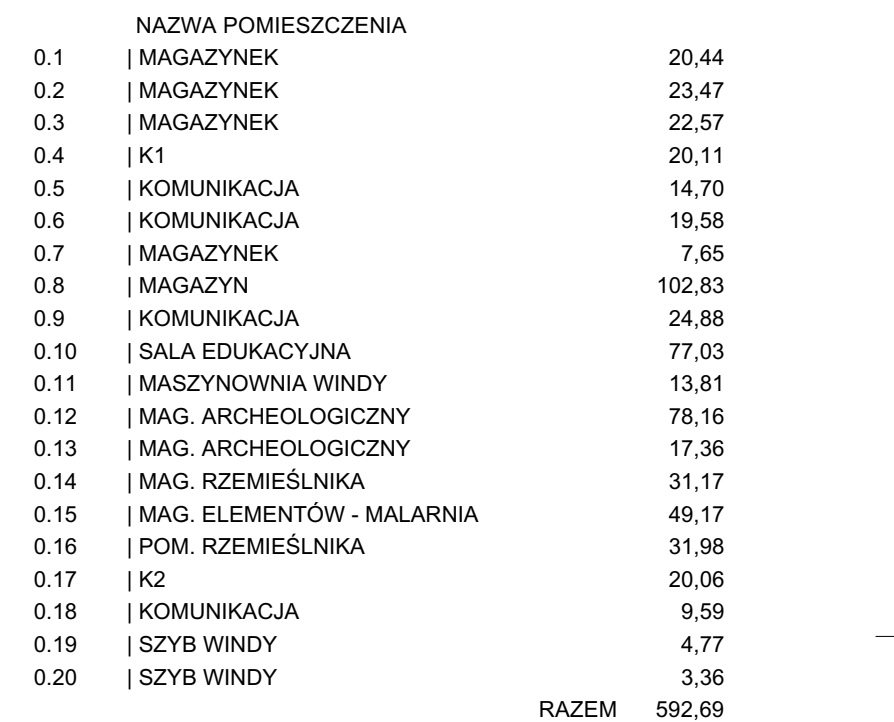 NAZWA POMIESZCZENIA
0.1 | MAGAZYNEK 20,44
0.2 | MAGAZYNEK 23,47
0.3 | MAGAZYNEK 22,57
0.4 | K1 20,11
0.5 | KOMUNIKACJA 14,70
0.6 | KOMUNIKACJA 19,58
0.7 | MAGAZYNEK 7,65
0.8 | MAGAZYN 102,83
0.9 | KOMUNIKACJA 24,88
0.10 | SALA EDUKACYJNA 77,03
0.11 | MASZYNOWNIA WINDY 13,81
0.12 | MAG. ARCHEOLOGICZNY 78,16
0.13 | MAG. ARCHEOLOGICZNY 17,36
0.14 | MAG. RZEMIEŚLNIKA 31,17
0.15 | MAG. ELEMENTÓW - MALARNIA 49,17
0.16 | POM. RZEMIEŚLNIKA 31,98
0.17 | K2 20,06
0.18 | KOMUNIKACJA 9,59
0.19 | SZYB WINDY 4,77
0.20 | SZYB WINDY 3,36
RAZEM 592,69